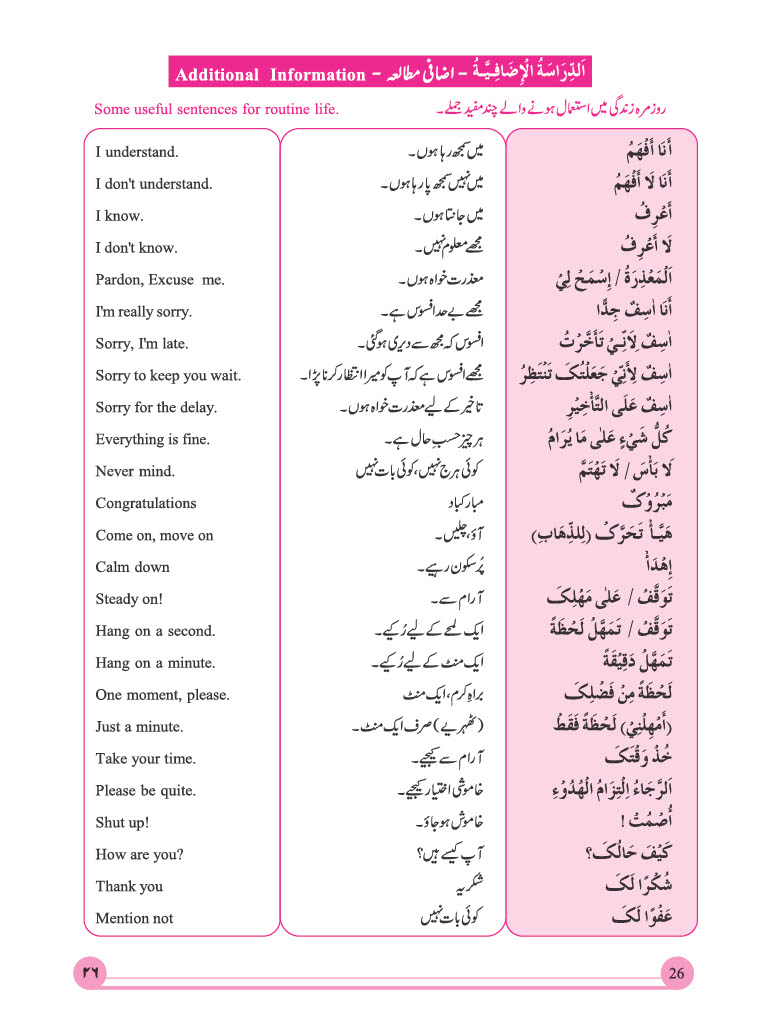 Additional Information - اضافی مطالعہ - اَلدِّرَاسَةُ الْإِضَافِيَّةُ
Some useful sentences for routine life. روزمرہ زندگی میں استعمال ہونے والے چند مفید جملے۔
I understand. میں سمجھ رہا ہوں۔ أَنَا أَفْهَمُ
I don't understand. میں نہیں سمجھ پا رہا ہوں۔ أَنَا لَا أَفْهَمُ
I know. میں جانتا ہوں۔ أَعْرِفُ
I don't know. مجھے معلوم نہیں۔ لَا أَعْرِفُ
Pardon, Excuse me. معذرت خواہ ہوں۔ اَلْمَعْذِرَةُ / إِسْمَحْ لِيْ
I'm really sorry. مجھے بے حد افسوس ہے۔ أَنَا اٰسِفٌ جِدًّا
Sorry, I'm late. افسوس کہ مجھ سے دیری ہوگئی۔ اٰسِفٌ لِاَنِّيْ تَأَخَّرْتُ
Sorry to keep you wait. مجھے افسوس ہے کہ آپ کو میرا انتظار کرنا پڑا۔ اٰسِفٌ لِأَنِّيْ جَعَلْتُکَ تَنْتَظِرُ
Sorry for the delay. تاخیر کے لیے معذرت خواہ ہوں۔ اٰسِفٌ عَلَی التَّأْخِيْرِ
Everything is fine. ہر چیز حسبِ حال ہے۔ کُلُّ شَيْءٍ عَلٰی مَا يُرَامُ
Never mind. کوئی ہرج نہیں، کوئی بات نہیں لَا بَأْسَ / لَا تَهْتَمَّ
Congratulations مبارکباد مَبْرُوْکٌ
Come on, move on آؤ، چلیں۔ هَيَّأْ تَحَرَّکْ (لِلذِّهَابِ)
Calm down پُر سکون رہیے۔ اِهْدَأْ
Steady on! آرام سے۔ تَوَقَّفْ / عَلٰی مَهْلِکَ
Hang on a second. ایک لمحے کے لیے رُکیے۔ تَوَقَّفْ / تَمَهَّلْ لَحْظَةً
Hang on a minute. ایک منٹ کے لیے رُکیے۔ تَمَهَّلْ دَقِيْقَةً
One moment, please. براہِ کرم، ایک منٹ لَحْظَةً مِنْ فَضْلِکَ
Just a minute. (ٹھہریے) صرف ایک منٹ۔ (أَمْهِلْنِيْ) لَحْظَةً فَقَطْ
Take your time. آرام سے کیجیے۔ خُذْ وَقْتَکَ
Please be quite. خاموشی اختیار کیجیے۔ اَلرَّجَاءُ اِلْتِزَامُ الْهُدُوْءِ
Shut up! خاموش ہو جاؤ۔ أُصْمُتْ !
How are you? آپ کیسے ہیں؟ کَيْفَ حَالُکَ؟
Thank you شکریہ شُکْرًا لَکَ
Mention not کوئی بات نہیں عَفْوًا لَکَ
۲۶ 26